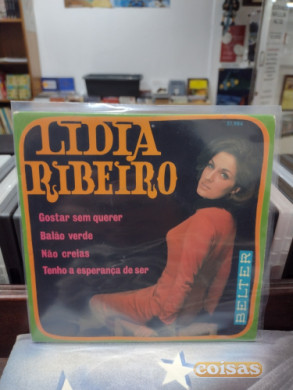 LIDIA
RIBEIRO
Gostar sem querer
Balão verde
Não creias
Tenho a esperança de ser
BELTER
coisas